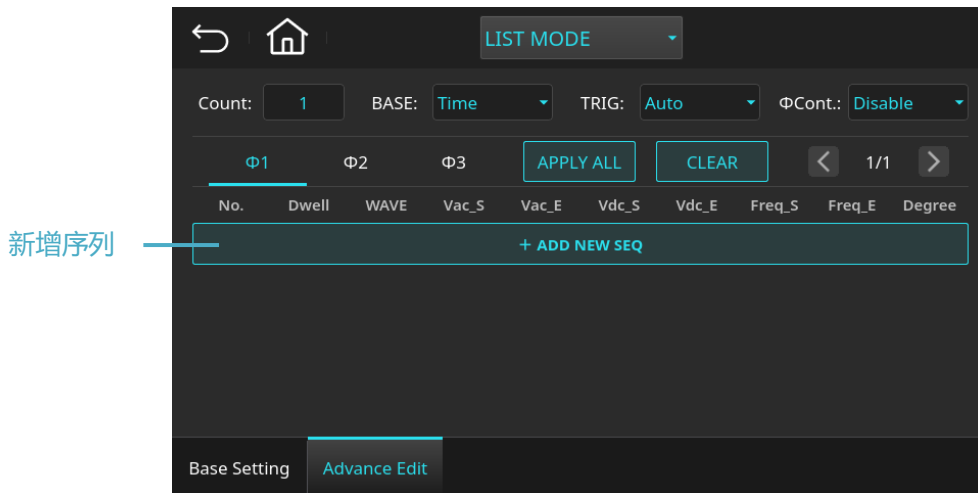 LIST MODE
Count: 1 BASE: Time TRIG: Auto ΦCont.: Disable
Φ1 Φ2 Φ3 APPLY ALL CLEAR 1/1
No. Dwell WAVE Vac_S Vac_E Vdc_S Vdc_E Freq_S Freq_E Degree
新增序列
+ ADD NEW SEQ
Base Setting Advance Edit